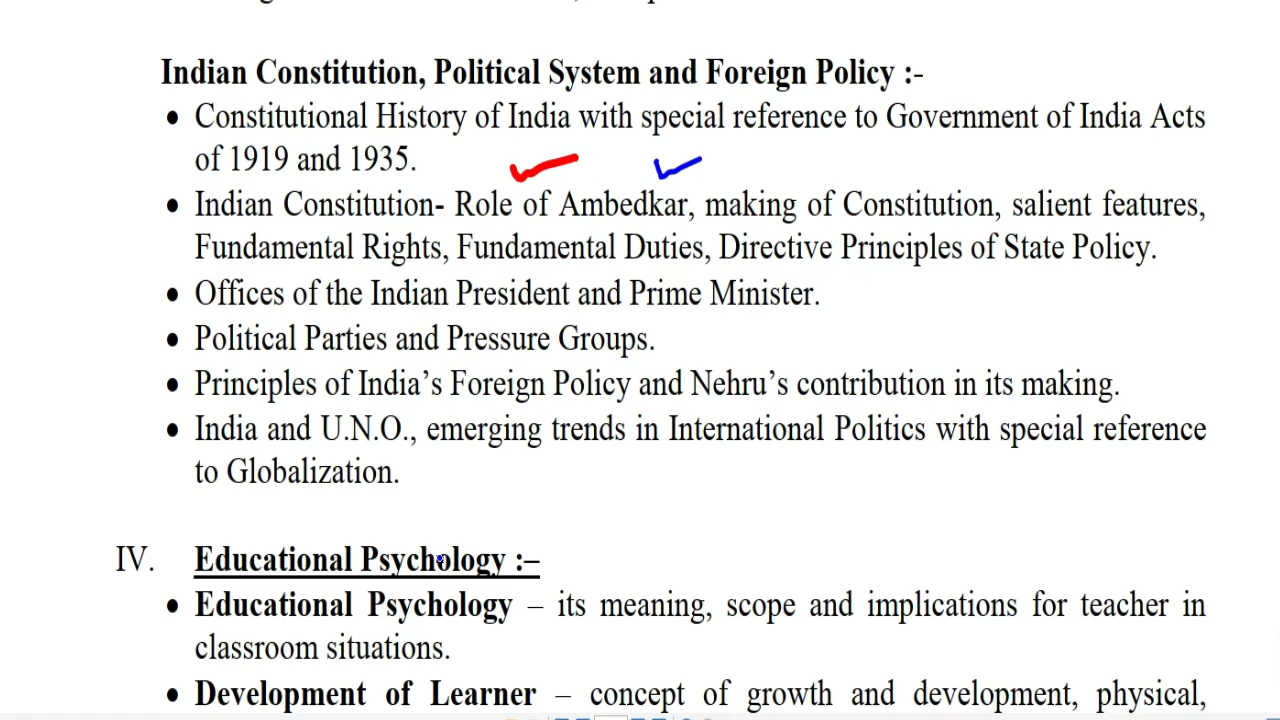 Indian Constitution, Political System and Foreign Policy :-
• Constitutional History of India with special reference to Government of India Acts
of 1919 and 1935.
• Indian Constitution- Role of Ambedkar, making of Constitution, salient features,
Fundamental Rights, Fundamental Duties, Directive Principles of State Policy.
• Offices of the Indian President and Prime Minister.
• Political Parties and Pressure Groups.
• Principles of India’s Foreign Policy and Nehru’s contribution in its making.
• India and U.N.O., emerging trends in International Politics with special reference
to Globalization.
IV. Educational Psychology :–
• Educational Psychology – its meaning, scope and implications for teacher in
classroom situations.
• Development of Learner – concept of growth and development, physical,